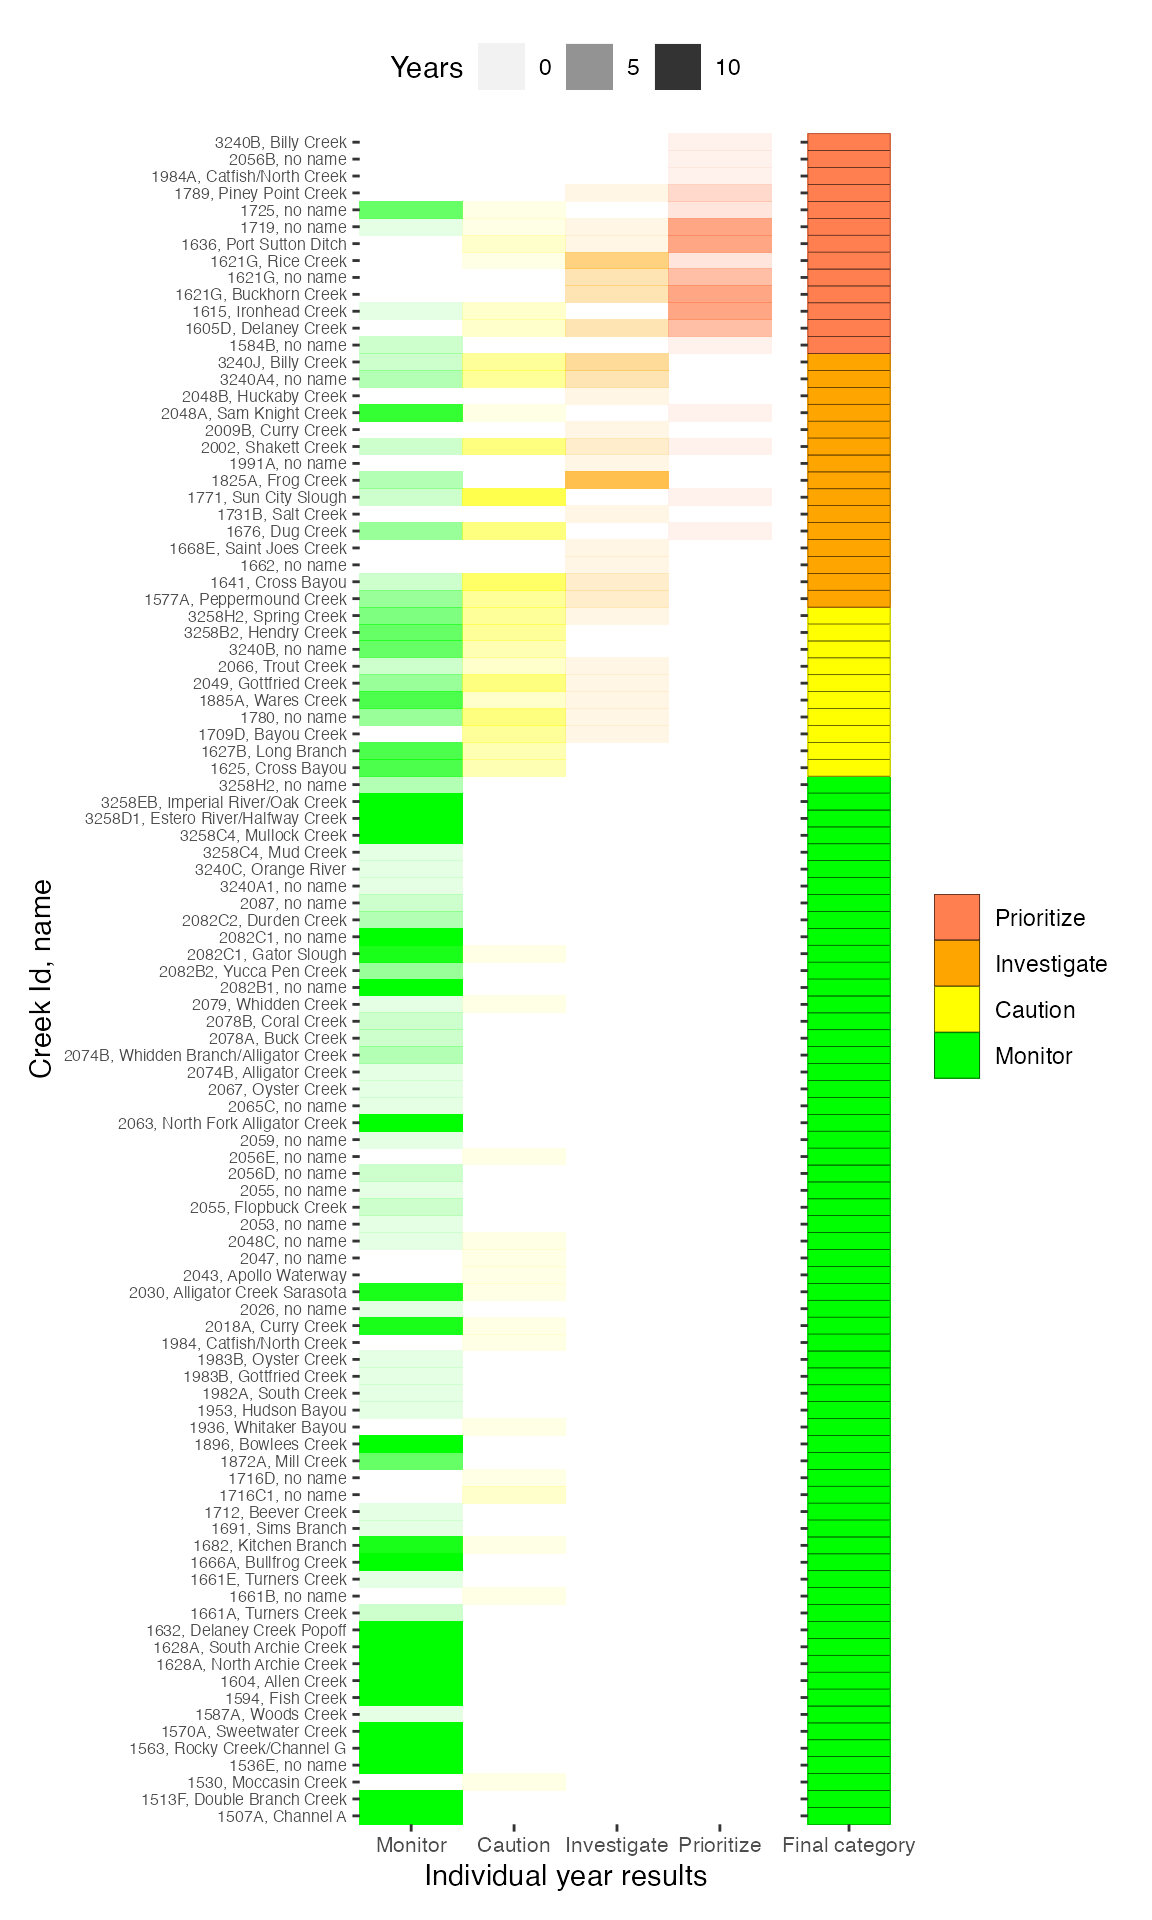 Years 0 5 10
3240B, Billy Creek
2056B, no name
1984A, Catfish/North Creek
1789, Piney Point Creek
1725, no name
1719, no name
1636, Port Sutton Ditch
1621G, Rice Creek
1621G, no name
1621G, Buckhorn Creek
1615, Ironhead Creek
1605D, Delaney Creek
1584B, no name
3240J, Billy Creek
3240A4, no name
2048B, Huckaby Creek
2048A, Sam Knight Creek
2009B, Curry Creek
2002, Shakett Creek
1991A, no name
1825A, Frog Creek
1771, Sun City Slough
1731B, Salt Creek
1676, Dug Creek
1668E, Saint Joes Creek
1662, no name
1641, Cross Bayou
1577A, Peppermound Creek
3258H2, Spring Creek
3258B2, Hendry Creek
3240B, no name
2066, Trout Creek
2049, Gottfried Creek
1885A, Wares Creek
1780, no name
1709D, Bayou Creek
1627B, Long Branch
1625, Cross Bayou
3258H2, no name
3258EB, Imperial River/Oak Creek
3258D1, Estero River/Halfway Creek
3258C4, Mullock Creek
3258C4, Mud Creek
3240C, Orange River
3240A1, no name
2087, no name
2082C2, Durden Creek
2082C1, no name
2082C1, Gator Slough
2082B2, Yucca Pen Creek
2082B1, no name
2079, Whidden Creek
2078B, Coral Creek
2078A, Buck Creek
2074B, Whidden Branch/Alligator Creek
2074B, Alligator Creek
2067, Oyster Creek
2065C, no name
2063, North Fork Alligator Creek
2059, no name
2056E, no name
2056D, no name
2055, no name
2055, Flopbuck Creek
2053, no name
2048C, no name
2047, no name
2043, Apollo Waterway
2030, Alligator Creek Sarasota
2026, no name
2018A, Curry Creek
1984, Catfish/North Creek
1983B, Oyster Creek
1983B, Gottfried Creek
1982A, South Creek
1953, Hudson Bayou
1936, Whitaker Bayou
1896, Bowlees Creek
1872A, Mill Creek
1716D, no name
1716C1, no name
1712, Beever Creek
1691, Sims Branch
1682, Kitchen Branch
1666A, Bullfrog Creek
1661E, Turners Creek
1661B, no name
1661A, Turners Creek
1632, Delaney Creek Popoff
1628A, South Archie Creek
1628A, North Archie Creek
1604, Allen Creek
1594, Fish Creek
1587A, Woods Creek
1570A, Sweetwater Creek
1563, Rocky Creek/Channel G
1536E, no name
1530, Moccasin Creek
1513F, Double Branch Creek
1507A, Channel A
Creek Id, name
Monitor Caution Investigate Prioritize Final category
Individual year results
Prioritize
Investigate
Caution
Monitor